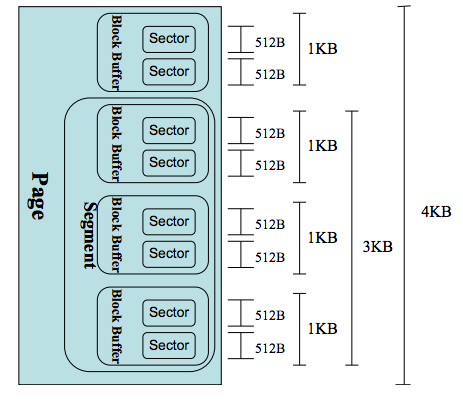 Page
Segment
Block Buffer
Sector
512B
Sector
512B
1KB
Block Buffer
Sector
512B
Sector
512B
1KB
Block Buffer
Sector
512B
Sector
512B
1KB
Block Buffer
Sector
512B
Sector
512B
1KB
3KB
4KB